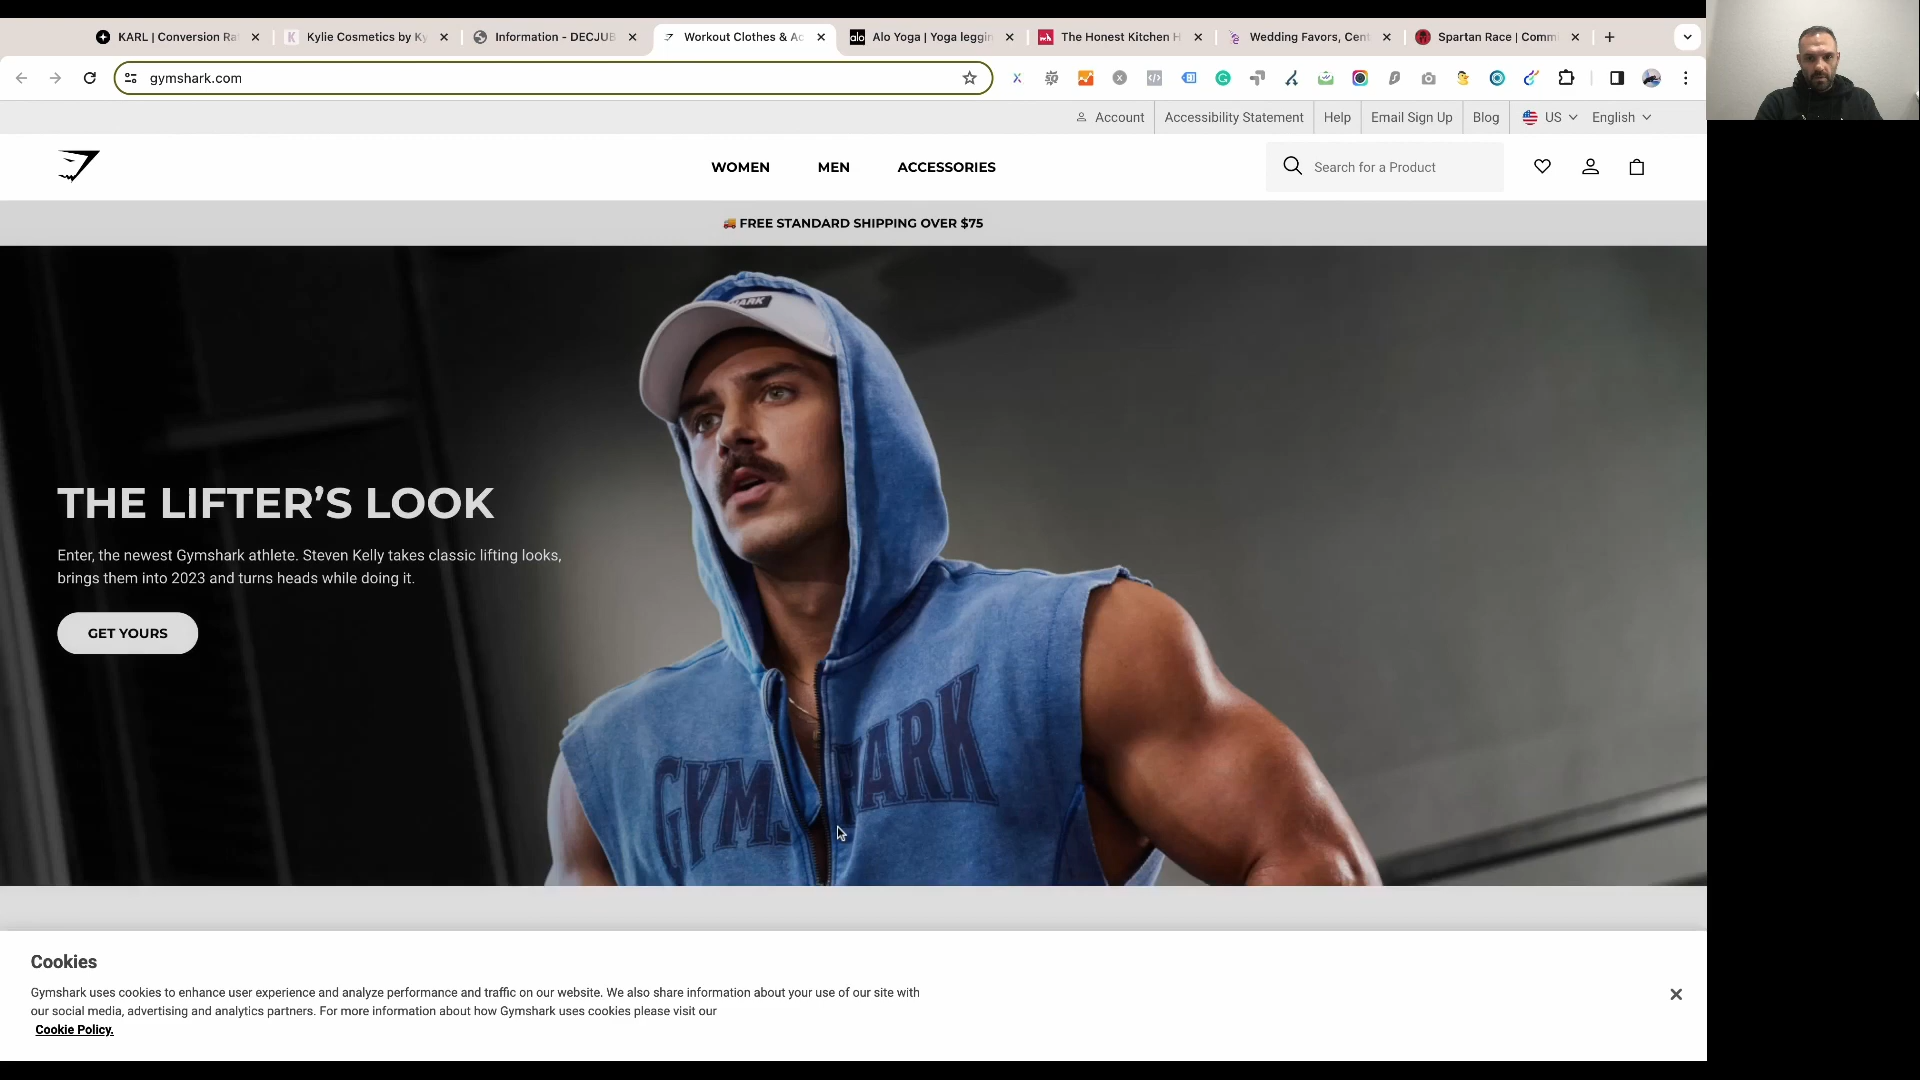 KARL | Conversion Ra
Kylie Cosmetics by Ky
Information - DECJUB
Workout Clothes & Ac
Alo Yoga | Yoga leggin
The Honest Kitchen H
Wedding Favors, Cent
Spartan Race | Comm
gymshark.com
Account
Accessibility Statement
Help
Email Sign Up
Blog
US
English
WOMEN
MEN
ACCESSORIES
Search for a Product
FREE STANDARD SHIPPING OVER $75
THE LIFTER’S LOOK
Enter, the newest Gymshark athlete. Steven Kelly takes classic lifting looks,
brings them into 2023 and turns heads while doing it.
GET YOURS
GYMSHARK
Cookies
Gymshark uses cookies to enhance user experience and analyze performance and traffic on our website. We also share information about your use of our site with
our social media, advertising and analytics partners. For more information about how Gymshark uses cookies please visit our
Cookie Policy.